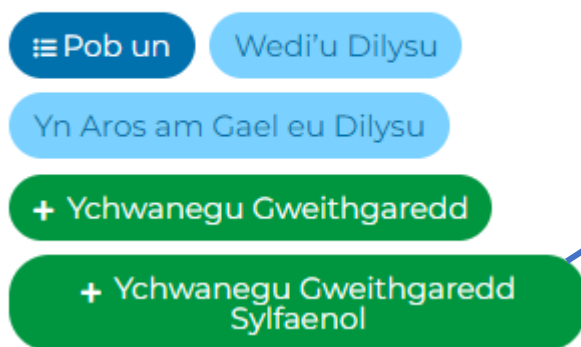 Pob un
Wedi’u Dilysu
Yn Aros am Gael eu Dilysu
+ Ychwanegu Gweithgaredd
+ Ychwanegu Gweithgaredd
Sylfaenol